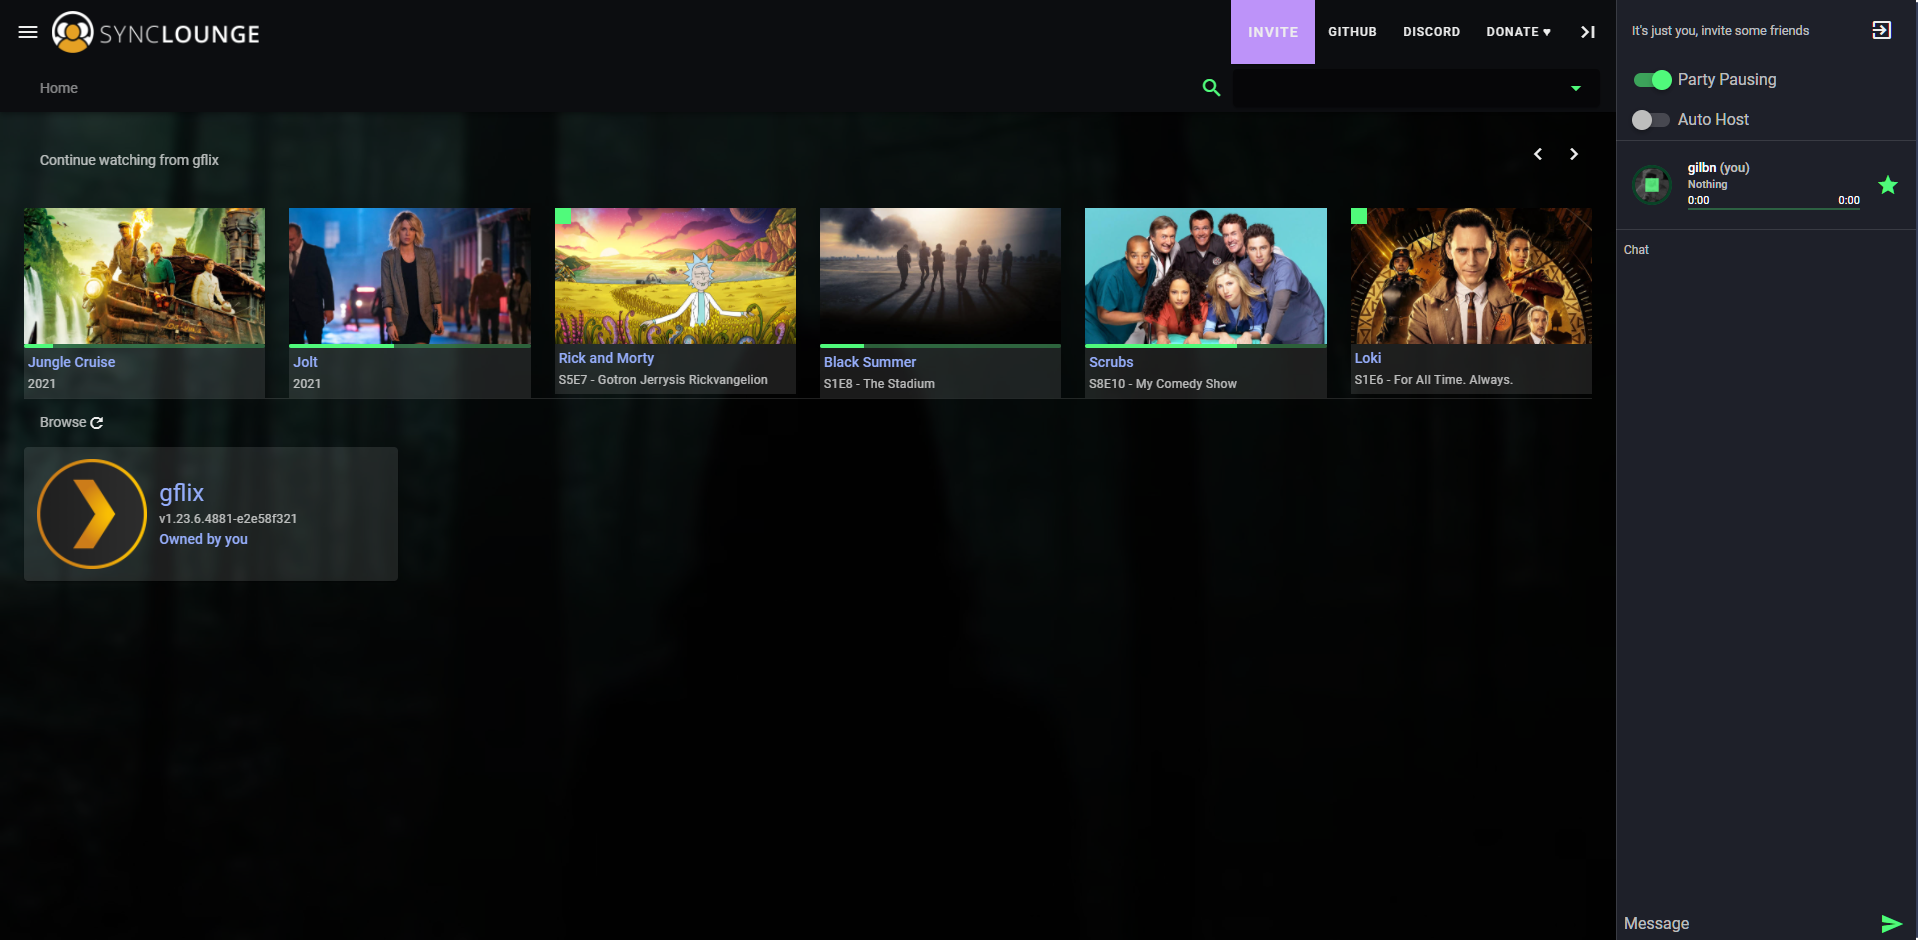 SYNCLOUNGE
INVITE
GITHUB
DISCORD
DONATE ♥
Home
Continue watching from gflix
Jungle Cruise
2021
Jolt
2021
Rick and Morty
S5E7 - Gotron Jerrysis Rickvangelion
Black Summer
S1E8 - The Stadium
Scrubs
S8E10 - My Comedy Show
Loki
S1E6 - For All Time. Always.
Browse
gflix
v1.23.6.4881-e2e58f321
Owned by you
It's just you, invite some friends
Party Pausing
Auto Host
gilbn (you)
Nothing
0:00 0:00
Chat
Message